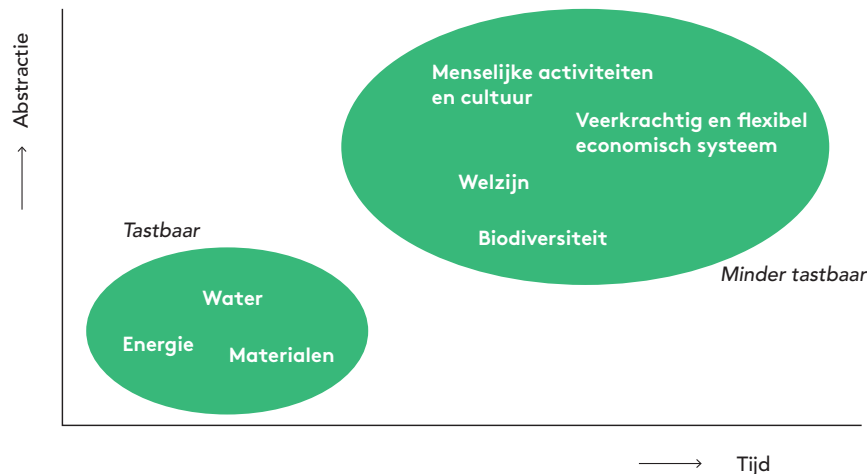 Abstractie
Menselijke activiteiten
en cultuur
Veerkrachtig en flexibel
economisch systeem
Welzijn
Biodiversiteit
Minder tastbaar
Tastbaar
Water
Energie
Materialen
Tijd